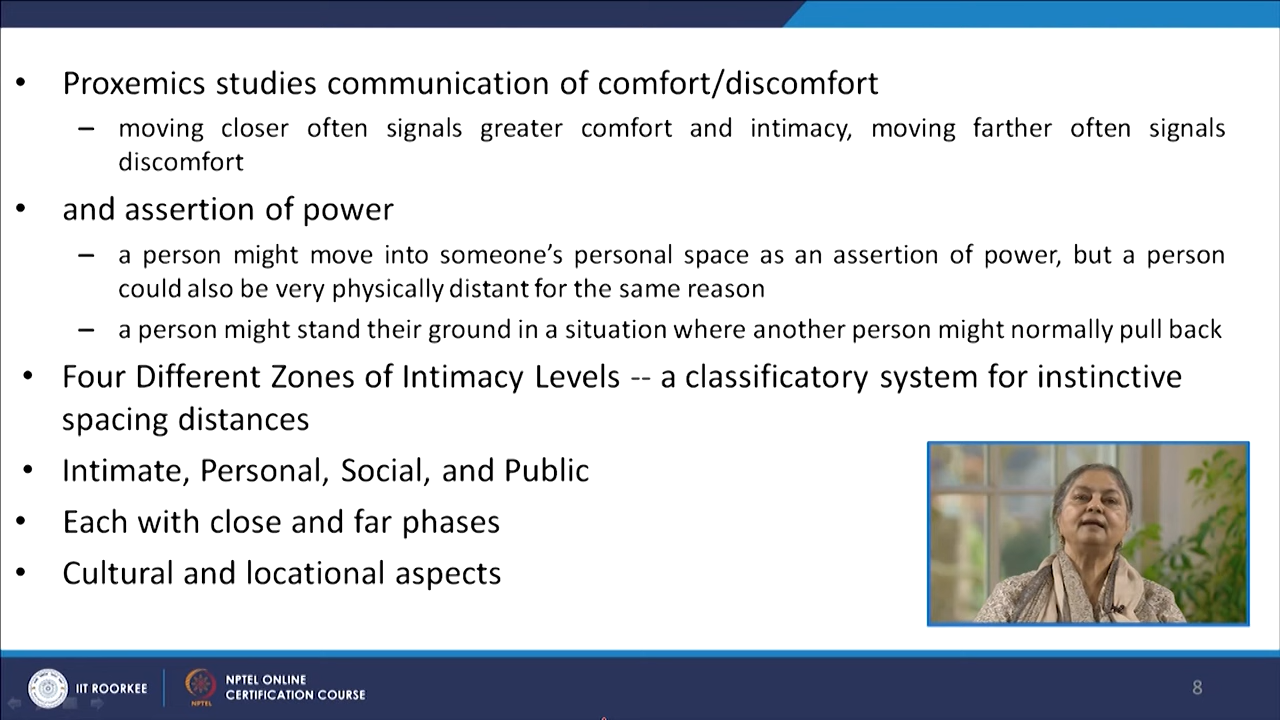 • Proxemics studies communication of comfort/discomfort
– moving closer often signals greater comfort and intimacy, moving farther often signals
discomfort
• and assertion of power
– a person might move into someone’s personal space as an assertion of power, but a person
could also be very physically distant for the same reason
– a person might stand their ground in a situation where another person might normally pull back
• Four Different Zones of Intimacy Levels -- a classificatory system for instinctive
spacing distances
• Intimate, Personal, Social, and Public
• Each with close and far phases
• Cultural and locational aspects
IIT ROORKEE
NPTEL
NPTEL ONLINE
CERTIFICATION COURSE
8